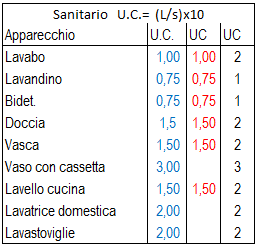 Sanitario U.C.= (L/s)x10
Apparecchio U.C. UC UC
Lavabo 1,00 1,00 2
Lavandino 0,75 0,75 1
Bidet. 0,75 0,75 1
Doccia 1,5 1,50 2
Vasca 1,50 1,50 2
Vaso con cassetta 3,00 3
Lavello cucina 1,50 1,50 2
Lavatrice domestica 2,00 2
Lavastoviglie 2,00 2